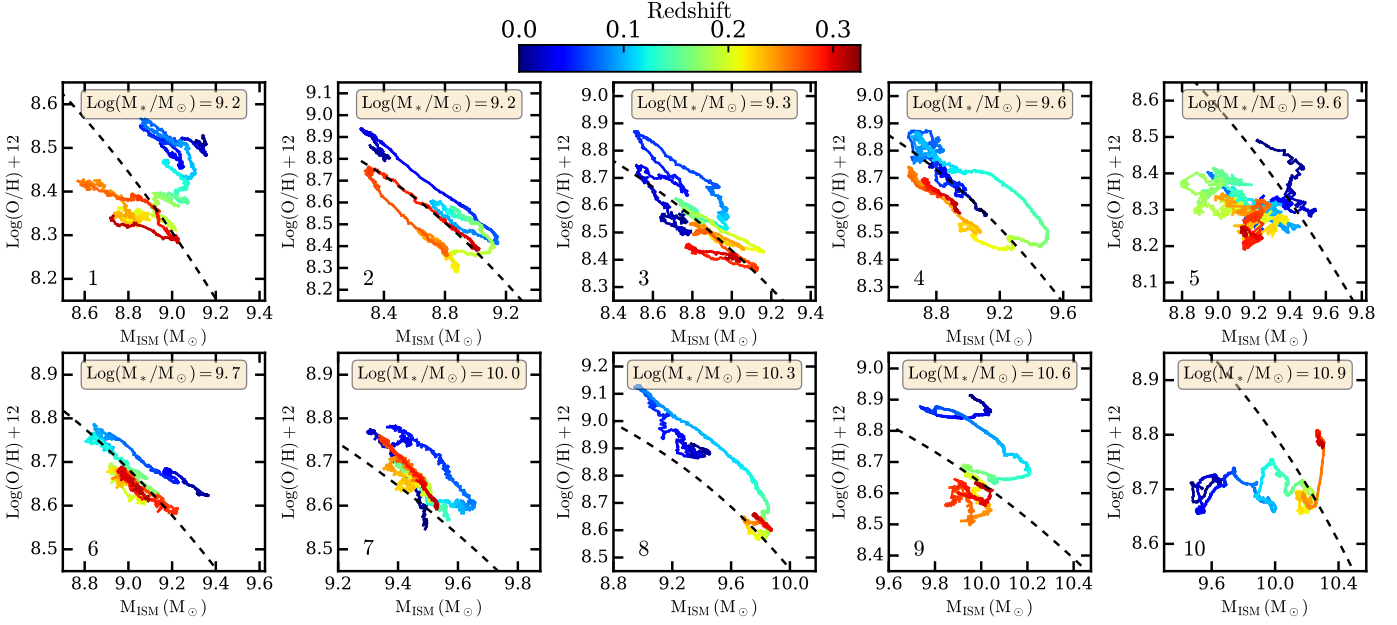 Redshift
0.0 0.1 0.2 0.3
Log(M∗/M⊙) = 9.2
Log(O/H) + 12
8.6
8.5
8.4
8.3
8.2
1
8.6 8.8 9.0 9.2 9.4
M_ISM (M⊙)
Log(M∗/M⊙) = 9.2
Log(O/H) + 12
9.1
9.0
8.9
8.8
8.7
8.6
8.5
8.4
8.3
8.2
2
8.4 8.8 9.2
M_ISM (M⊙)
Log(M∗/M⊙) = 9.3
Log(O/H) + 12
9.0
8.9
8.8
8.7
8.6
8.5
8.4
8.3
3
8.4 8.6 8.8 9.0 9.2 9.4
M_ISM (M⊙)
Log(M∗/M⊙) = 9.6
Log(O/H) + 12
9.0
8.9
8.8
8.7
8.6
8.5
8.4
8.3
4
8.8 9.2 9.6
M_ISM (M⊙)
Log(M∗/M⊙) = 9.6
Log(O/H) + 12
8.6
8.5
8.4
8.3
8.2
8.1
5
8.8 9.0 9.2 9.4 9.6 9.8
M_ISM (M⊙)
Log(M∗/M⊙) = 9.7
Log(O/H) + 12
8.9
8.8
8.7
8.6
8.5
6
8.8 9.0 9.2 9.4 9.6
M_ISM (M⊙)
Log(M∗/M⊙) = 10.0
Log(O/H) + 12
8.9
8.8
8.7
8.6
8.5
7
9.2 9.4 9.6 9.8
M_ISM (M⊙)
Log(M∗/M⊙) = 10.3
Log(O/H) + 12
9.2
9.1
9.0
8.9
8.8
8.7
8.6
8.5
8
8.8 9.2 9.6 10.0
M_ISM (M⊙)
Log(M∗/M⊙) = 10.6
Log(O/H) + 12
9.0
8.9
8.8
8.7
8.6
8.5
8.4
9
9.6 9.8 10.0 10.2 10.4
M_ISM (M⊙)
Log(M∗/M⊙) = 10.9
Log(O/H) + 12
8.9
8.8
8.7
8.6
10
9.6 10.0 10.4
M_ISM (M⊙)